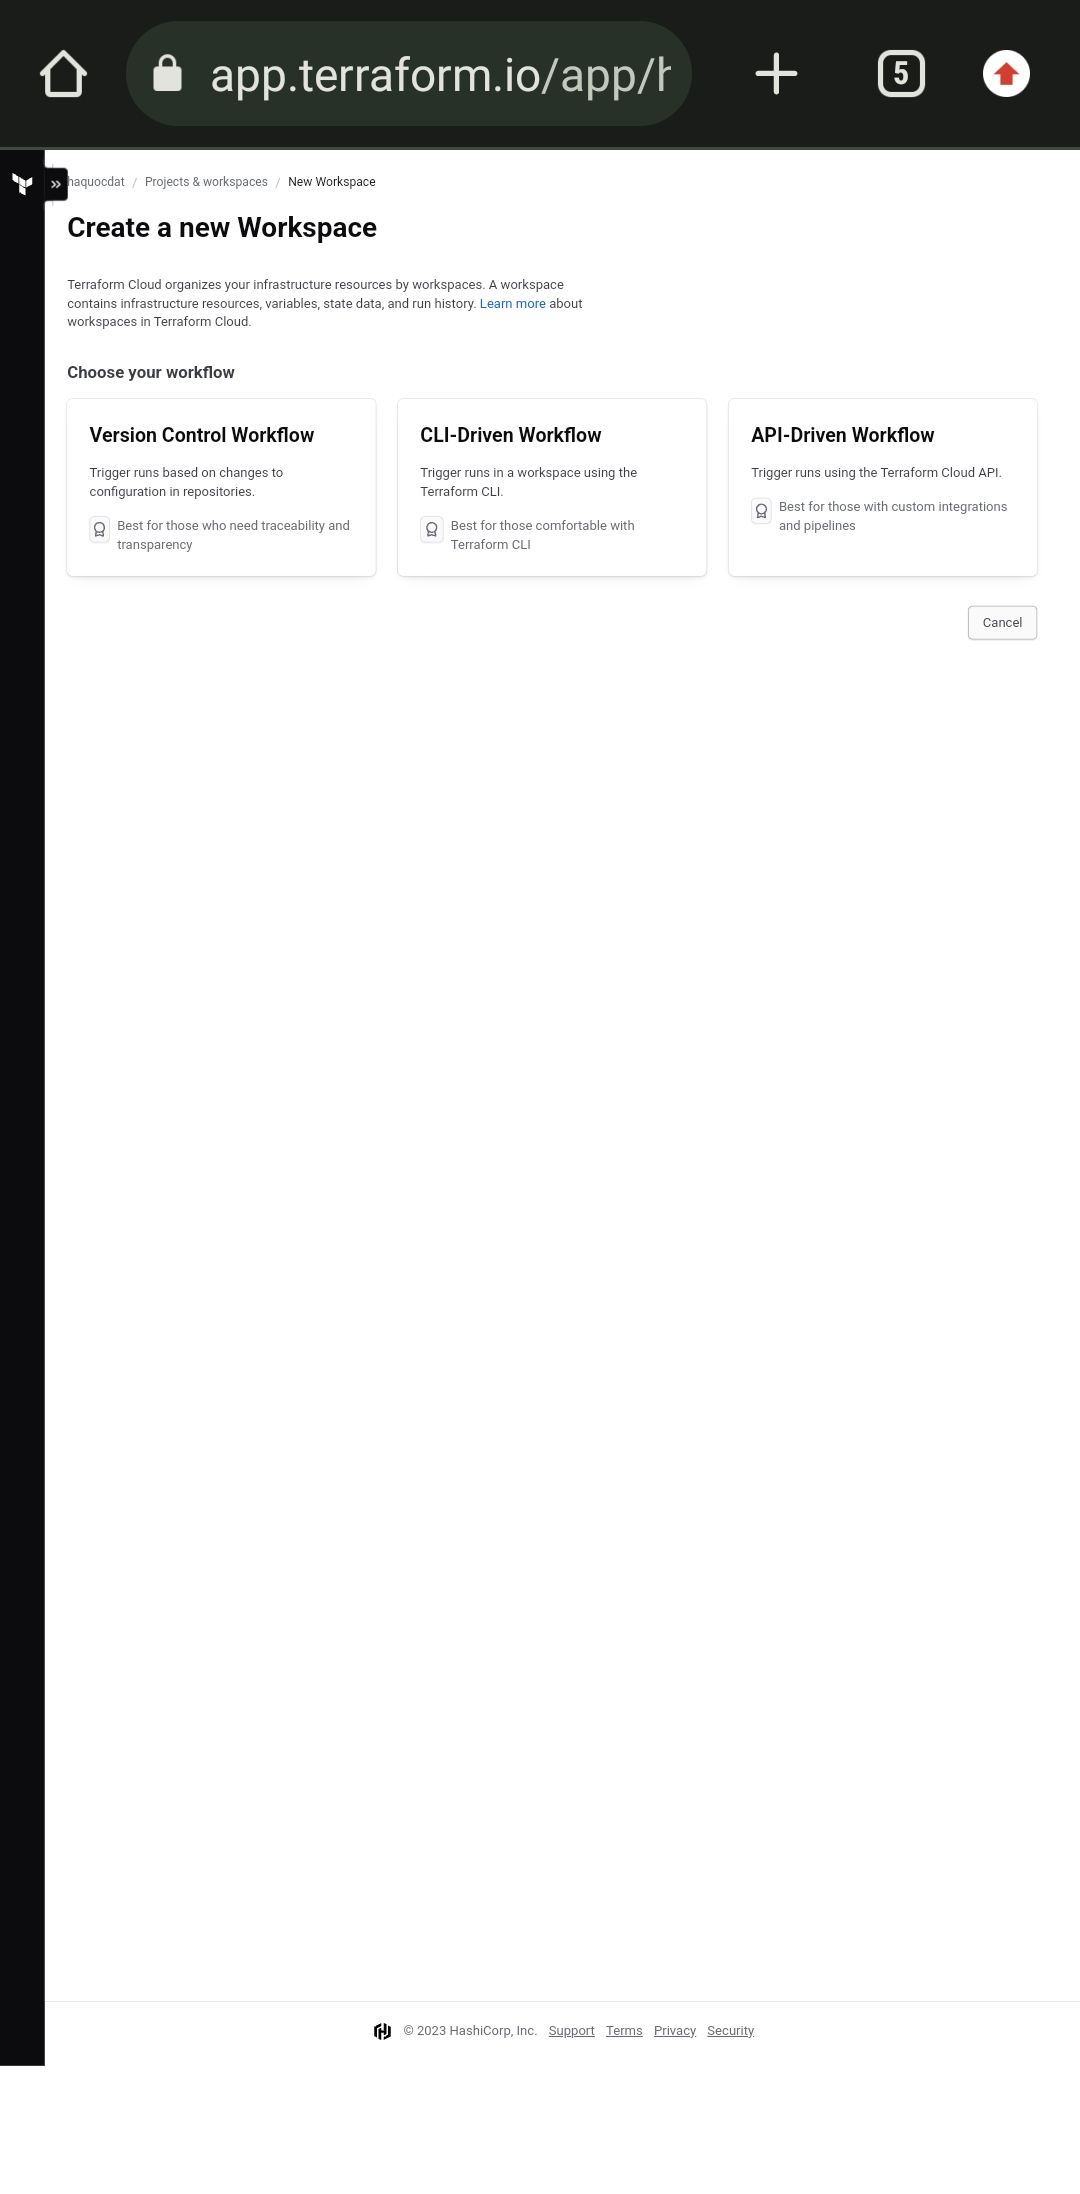 app.terraform.io/app/h
5
haquocdat / Projects & workspaces / New Workspace
Create a new Workspace
Terraform Cloud organizes your infrastructure resources by workspaces. A workspace
contains infrastructure resources, variables, state data, and run history. Learn more about
workspaces in Terraform Cloud.
Choose your workflow
Version Control Workflow
Trigger runs based on changes to
configuration in repositories.
Best for those who need traceability and
transparency
CLI-Driven Workflow
Trigger runs in a workspace using the
Terraform CLI.
Best for those comfortable with
Terraform CLI
API-Driven Workflow
Trigger runs using the Terraform Cloud API.
Best for those with custom integrations
and pipelines
Cancel
© 2023 HashiCorp, Inc. Support Terms Privacy Security